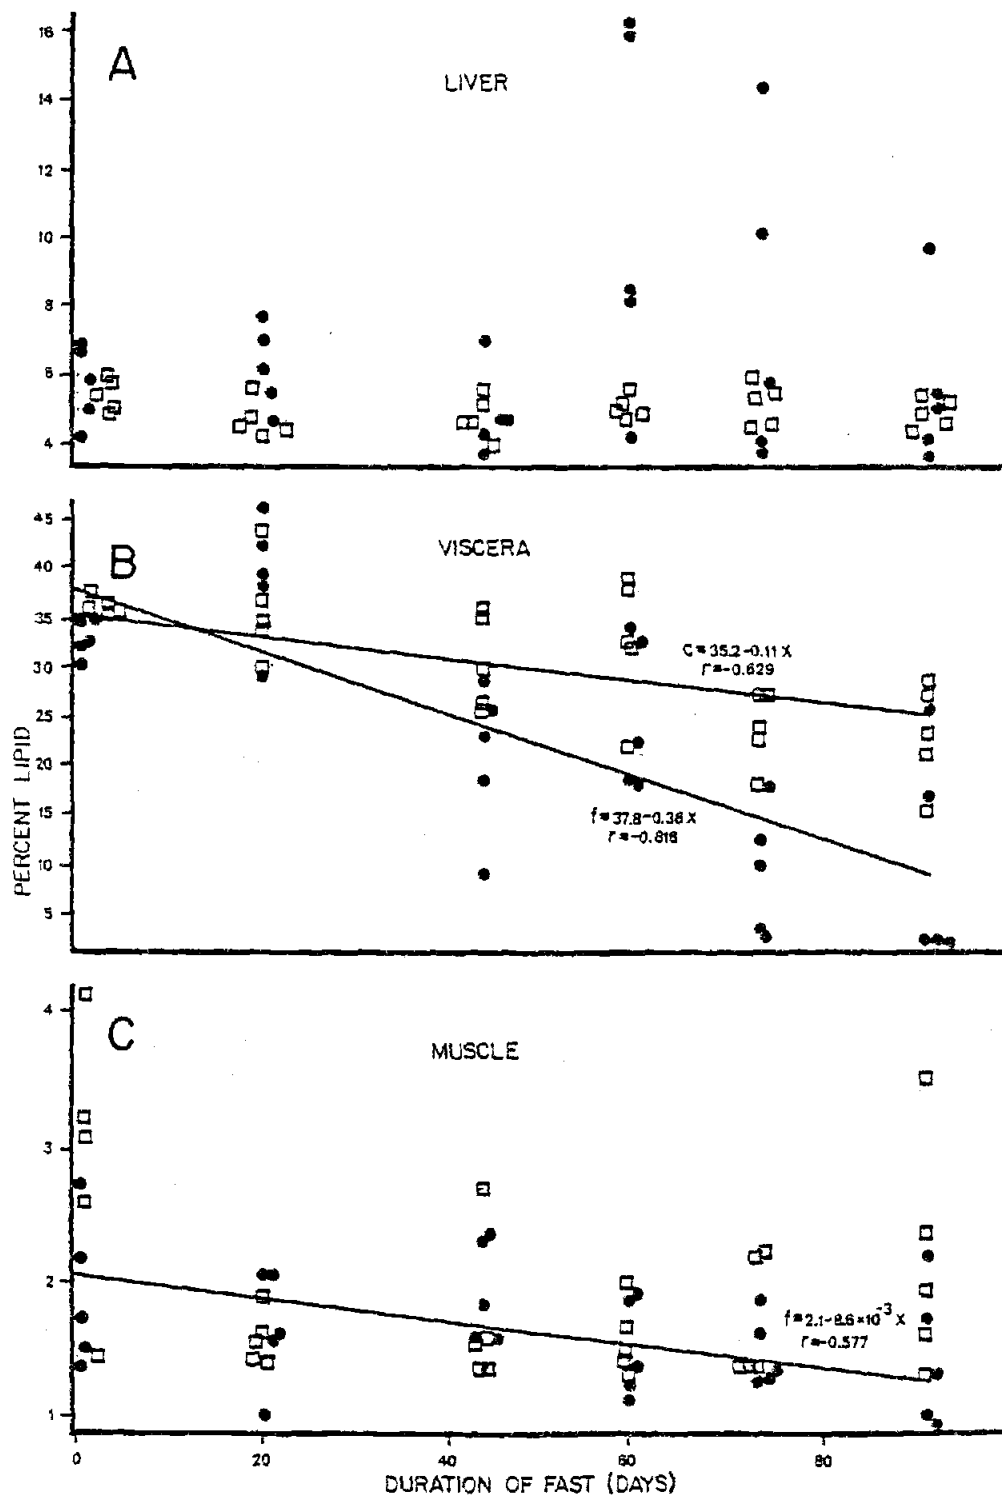 16
A
LIVER
14
12
10
8
6
4
45
B
VISCERA
40
35
30
C=35.2-0.11 X
r=-0.629
25
20
f=37.8-0.36 X
r=-0.816
15
10
5
PERCENT LIPID
4
C
MUSCLE
3
2
f=2.1-8.6×10-3 X
r=-0.577
1
0 20 40 60 80
DURATION OF FAST (DAYS)